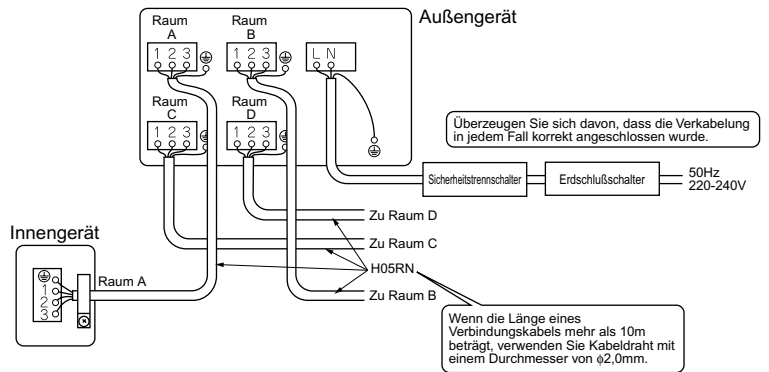 Außengerät
Raum
A
1 2 3
Raum
B
1 2 3
L N
Raum
C
1 2 3
Raum
D
1 2 3
Überzeugen Sie sich davon, dass die Verkabelung
in jedem Fall korrekt angeschlossen wurde.
Sicherheitstrennschalter
Erdschlußschalter
50Hz
220-240V
Zu Raum D
Zu Raum C
H05RN
Zu Raum B
Innengerät
Raum A
1
2
3
Wenn die Länge eines
Verbindungskabels mehr als 10m
beträgt, verwenden Sie Kabeldraht mit
einem Durchmesser von ϕ2,0mm.